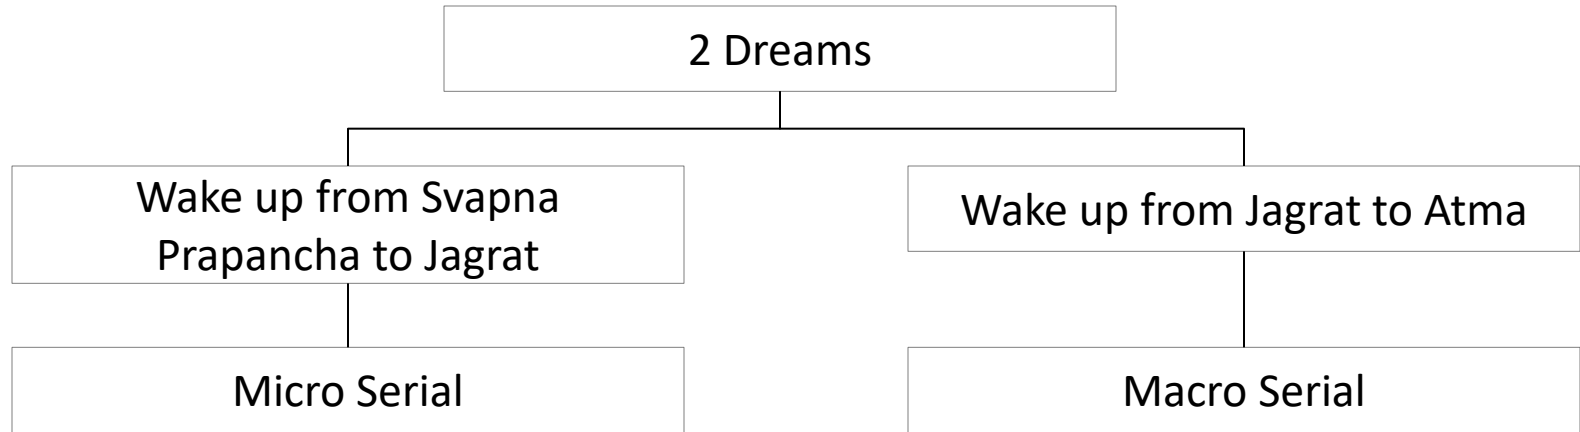 2 Dreams
Wake up from Svapna
Prapancha to Jagrat
Wake up from Jagrat to Atma
Micro Serial
Macro Serial